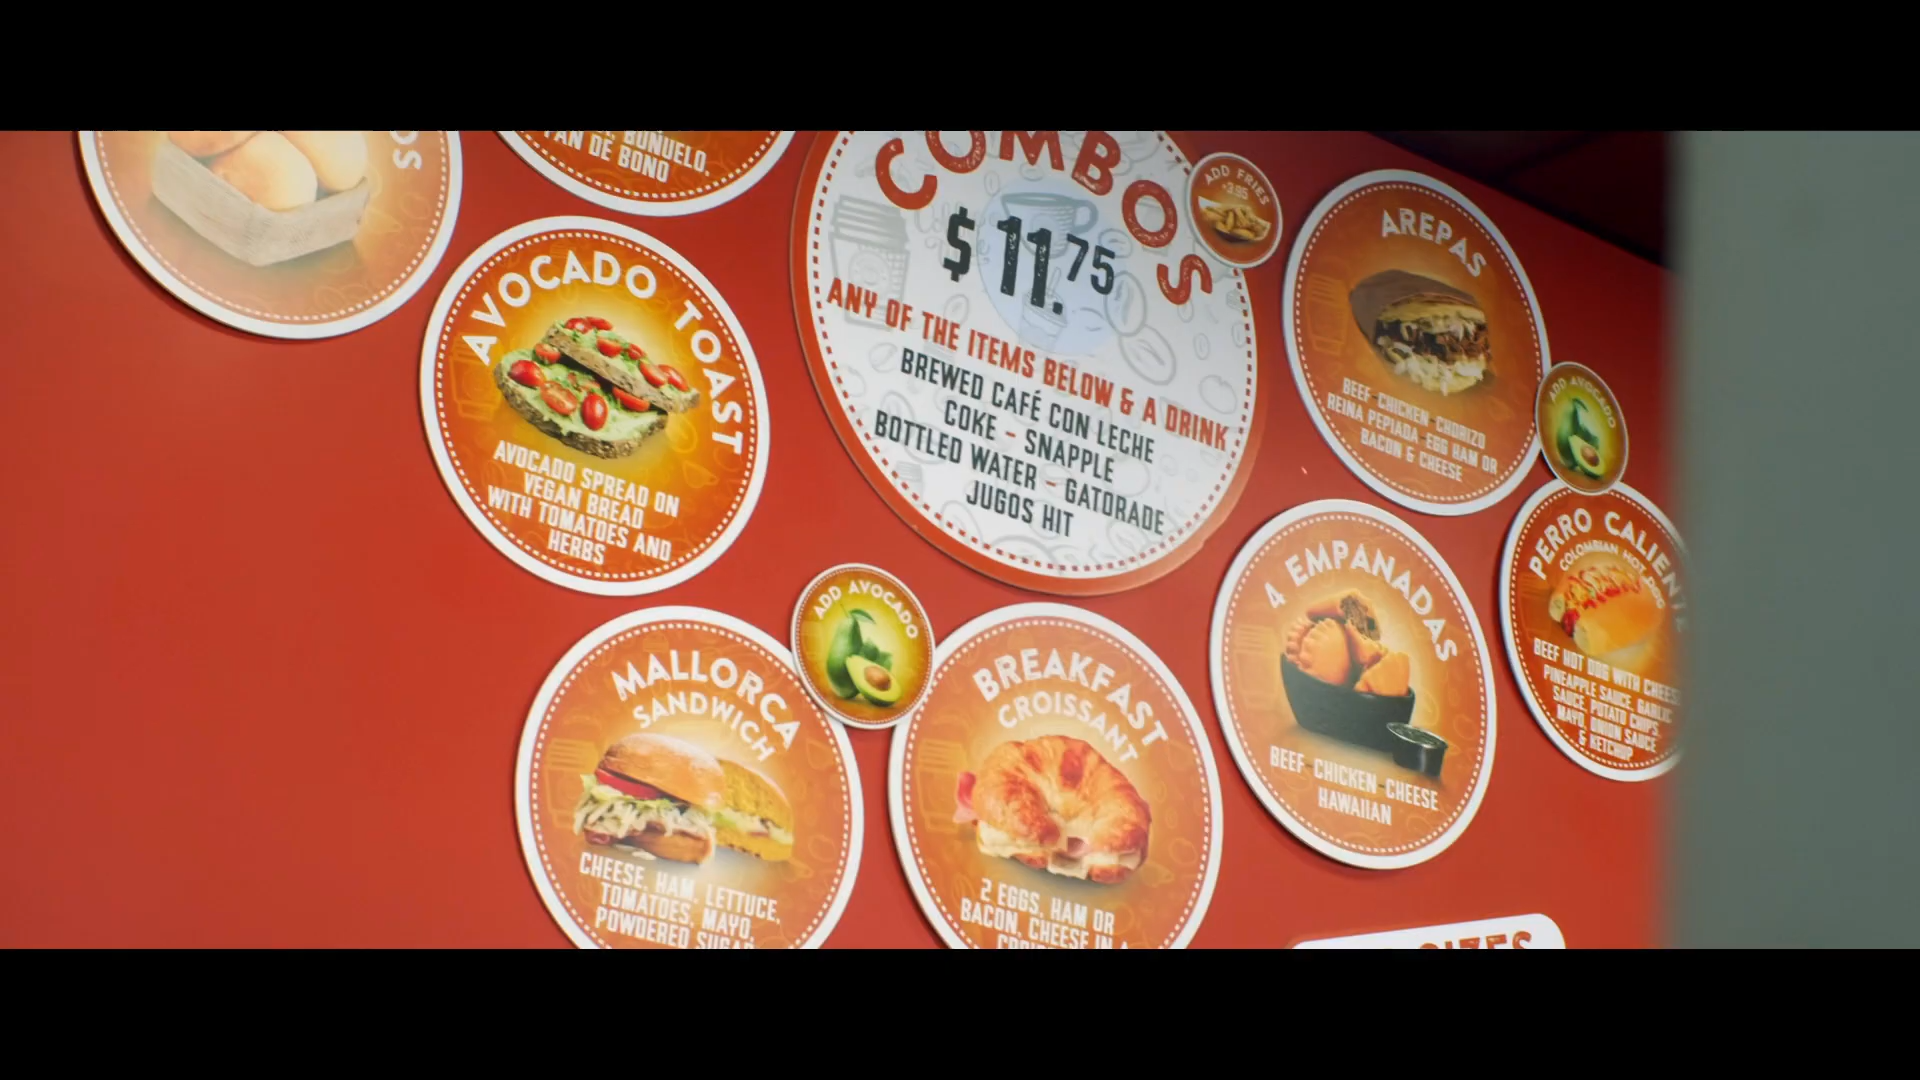 BUÑUELO,
PAN DE BONO
COMBOS
$ 11.75
ANY OF THE ITEMS BELOW & A DRINK
BREWED CAFÉ CON LECHE
COKE - SNAPPLE
BOTTLED WATER - GATORADE
JUGOS HIT
ADD FRIES
+3.95
AREPAS
BEEF-CHICKEN-CHORIZO
REINA PEPIADA-EGG HAM OR
BACON & CHEESE
ADD AVOCADO
AVOCADO TOAST
AVOCADO SPREAD ON
VEGAN BREAD
WITH TOMATOES AND
HERBS
4 EMPANADAS
BEEF-CHICKEN-CHEESE
HAWAIIAN
PERRO CALIENTE
COLOMBIAN HOT DOG
BEEF HOT DOG WITH CHEESE
PINEAPPLE SAUCE, GARLIC
SAUCE, POTATO CHIPS,
MAYO, ONION SAUCE
& KETCHUP
MALLORCA
SANDWICH
CHEESE, HAM, LETTUCE,
TOMATOES, MAYO,
POWDERED SUGAR
ADD AVOCADO
BREAKFAST
CROISSANT
2 EGGS, HAM OR
BACON, CHEESE IN A
SIZES